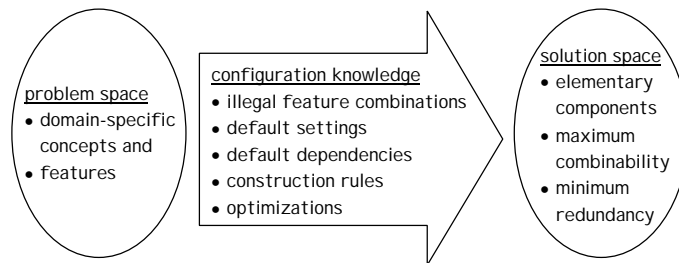 problem space
• domain-specific
concepts and
• features
configuration knowledge
• illegal feature combinations
• default settings
• default dependencies
• construction rules
• optimizations
solution space
• elementary
components
• maximum
combinability
• minimum
redundancy